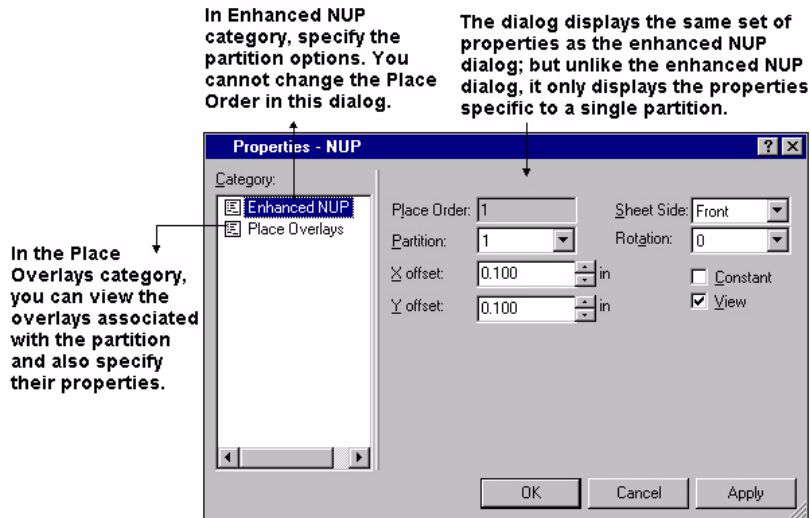 In Enhanced NUP
category, specify the
partition options. You
cannot change the Place
Order in this dialog.
The dialog displays the same set of
properties as the enhanced NUP
dialog; but unlike the enhanced NUP
dialog, it only displays the properties
specific to a single partition.
Properties - NUP
Category:
Enhanced NUP
Place Overlays
In the Place
Overlays category,
you can view the
overlays associated
with the partition
and also specify
their properties.
Place Order: 1
Sheet Side: Front
Partition: 1
Rotation: 0
X offset: 0.100 in
Constant
Y offset: 0.100 in
View
OK Cancel Apply